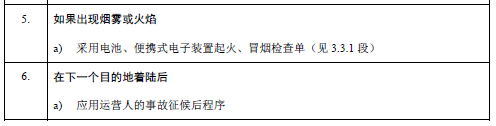 5. 如果出现烟雾或火焰
a) 采用电池、便携式电子装置起火、冒烟检查单（见 3.3.1 段）
6. 在下一个目的地着陆后
a) 应用运营人的事故征候后程序